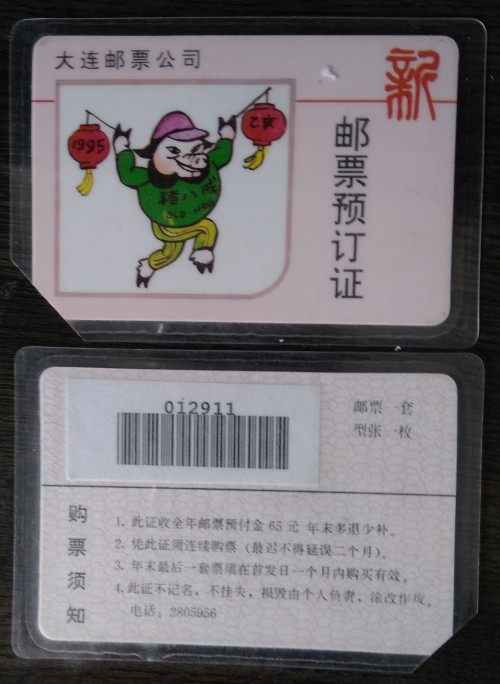 大连邮票公司
新
邮票预订证
1995
乙亥
猪八戒
OLD HOG
012911
邮票一套
型张一枚
购票须知
1. 此证收全年邮票预付金 65 元 年末多退少补。
2. 凭此证须连续购票（最迟不得延误二个月）。
3. 年末最后一套票须在首发日一个月内购买有效。
4. 此证不记名，不挂失，损毁由个人负责，涂改作废。
电话：2805956